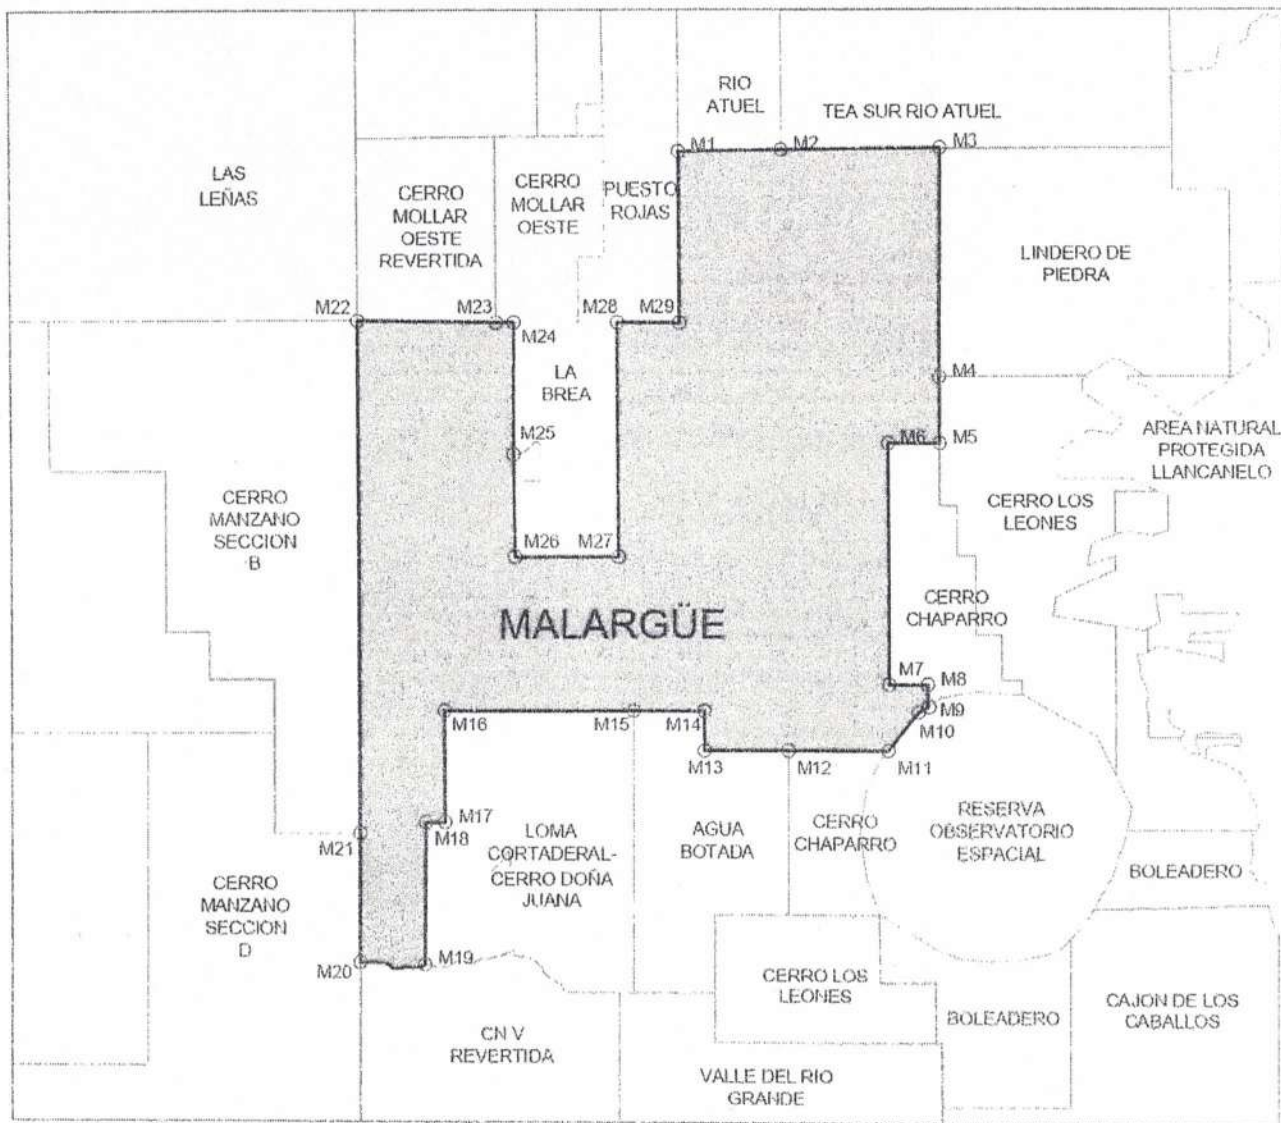 RIO
ATUEL
TEA SUR RIO ATUEL
M1
M2
M3
LAS
LEÑAS
CERRO
MOLLAR
OESTE
REVERTIDA
CERRO
MOLLAR
OESTE
PUESTO
ROJAS
LINDERO DE
PIEDRA
M22
M23
M24
M28
M29
LA
BREA
M4
M25
M6
M5
AREA NATURAL
PROTEGIDA
LLANCANELO
CERRO
MANZANO
SECCION
B
CERRO LOS
LEONES
M26
M27
MALARGÜE
CERRO
CHAPARRO
M7
M8
M9
M10
M16
M15
M14
M13
M12
M11
M17
M18
M21
LOMA
CORTADERAL-
CERRO DOÑA
JUANA
AGUA
BOTADA
CERRO
CHAPARRO
RESERVA
OBSERVATORIO
ESPACIAL
BOLEADERO
CERRO
MANZANO
SECCION
D
M20
M19
CERRO LOS
LEONES
BOLEADERO
CAJON DE LOS
CABALLOS
CN V
REVERTIDA
VALLE DEL RIO
GRANDE